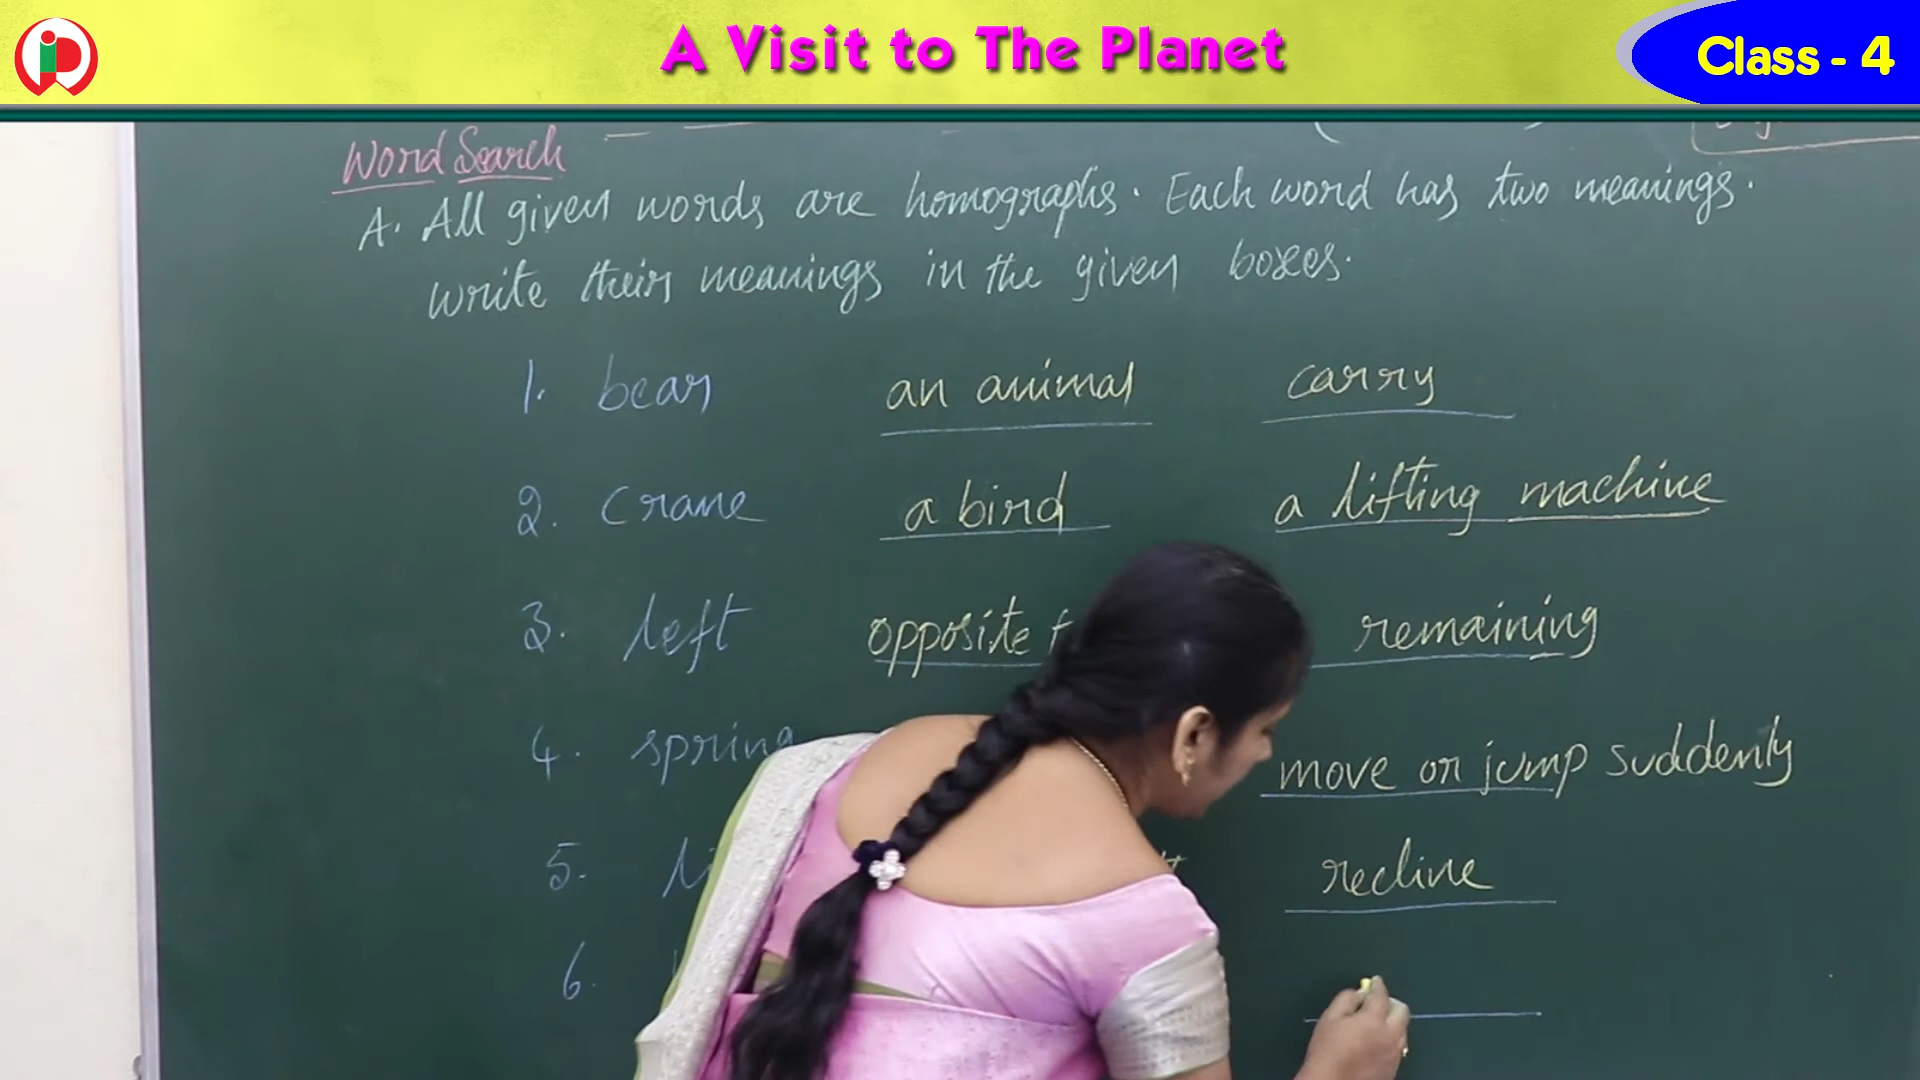 A Visit to The Planet
Class - 4
Word Search
A. All given words are homographs. Each word has two meanings.
write their meanings in the given boxes.
1. bear an animal carry
2. crane a bird a lifting machine
3. left opposite remaining
4. spring move or jump suddenly
5. recline
6.